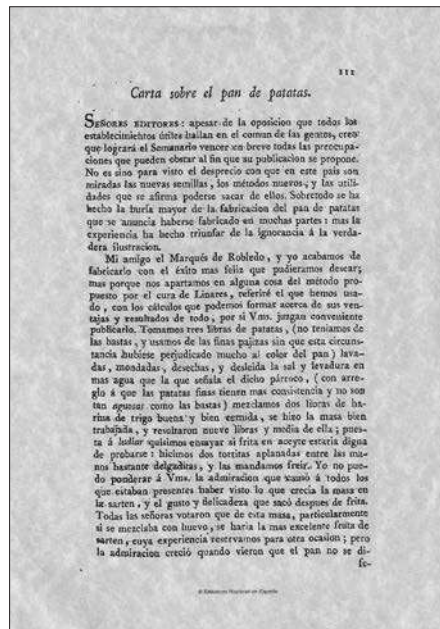 111
Carta sobre el pan de patatas.
SEÑORES EDITORES: apesar de la oposicion que todos los
establecimientos útiles hallan en el comun de las gentes, creo
que logrará el Semanario vencer en breve todas las preocupa-
ciones que pueden obstar al fin que su publicacion se propone.
No es sino para visto el desprecio con que en este pais son
miradas las nuevas semillas, los métodos nuevos, y las utili-
dades que se afirma poderse sacar de ellos. Sobretodo se ha
hecho la burla mayor de la fabricacion del pan de patatas
que se anuncia haberse fabricado en muchas partes: mas la
experiencia ha hecho triunfar de la ignorancia á la verda-
dera ilustracion.
Mi amigo el Marqués de Robledo, y yo acabamos de
fabricarlo con el éxito mas feliz que pudieramos desear;
mas porque nos apartamos en alguna cosa del método pro-
puesto por el cura de Linares, referiré el que hemos usa-
do, con los cálculos que podemos formar acerca de sus ven-
tajas y resultados de todo, por si Vms. juzgan conveniente
publicarlo. Tomamos tres libras de patatas, (no teniamos de
las bastas, y usamos de las finas pajizas sin que esta circuns-
tancia hubiese perjudicado mucho al color del pan) lava-
das, mondadas, desechas, y desleida la sal y levadura en
mas agua que la que señala el dicho párroco, (con arre-
glo á que las patatas finas tienen mas consistencia y no son
tan aguosas como las bastas) mezclamos dos libras de ha-
rina de trigo buena y bien cernida, se hizo la masa bien
trabajada, y resultaron nueve libras y media de ella; pues-
ta á ludiar quisimos ensayar si frita en aceyte estaria digna
de probarse: hicimos dos tortitas aplanadas entre las ma-
nos bastante delgaditas, y las mandamos freir. Yo no pue-
do ponderar á Vms. la admiracion que causó á todos los
que estaban presentes haber visto lo que crecia la masa en
la sarten, y el gusto y delicadeza que sacó despues de frita.
Todas las señoras votaron que de esta masa, particularmente
si se mezclaba con huevo, se haria la mas excelente fruta de
sarten, cuya experiencia reservamos para otra ocasion; pero
la admiracion creció quando vieron que el pan no se di-
fe-
© Biblioteca Nacional de España